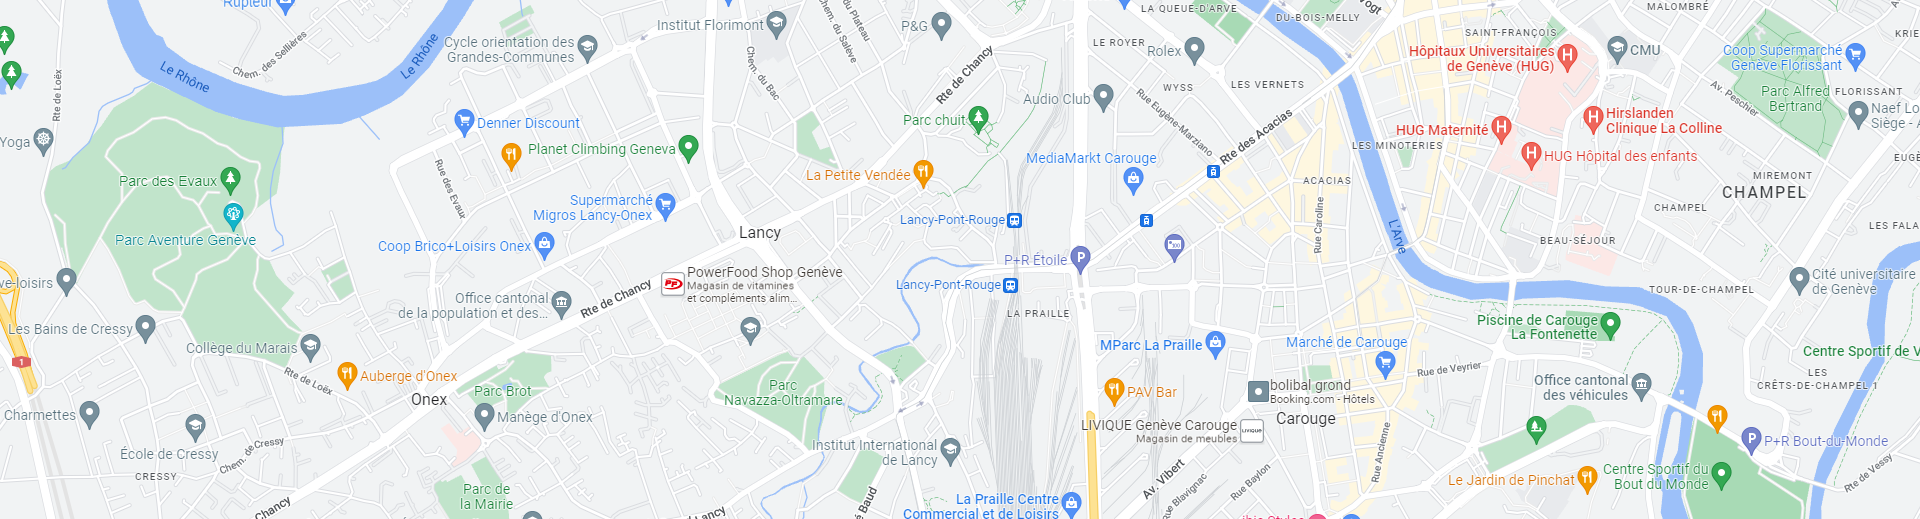 Rupleur
Chem. des Sellières
Le Rhône
Le Rhône
Rte de Loëx
Cycle orientation des
Grandes-Communes
Institut Florimont
Chem. du Bac
du Plateau
Chem. du Salève
P&G
Rte de Chancy
LA QUEUE-D'ARVE
LE ROYER
Rolex
LES VERNETS
WYSS
Audio Club
Rue Eugène-Marziano
Rte des Acacias
DU-BOIS-MELLY
MALOMBRÉ
SAINT-FRANÇOIS
Hôpitaux Universitaires
de Genève (HUG)
CMU
Coop Supermarché
Genève Florissant
Parc Alfred
Bertrand
Av. Peschier
FLORISSANT
Naef
Siège
Hirslanden
Clinique La Colline
HUG Maternité
HUG Hôpital des enfants
LES MINOTERIES
MIREMONT
CHAMPEL
CHAMPEL
BEAU-SÉJOUR
Yoga
Denner Discount
Planet Climbing Geneva
Parc des Evaux
Parc Aventure Genève
Rue des Evaux
Supermarché
Migros Lancy-Onex
Coop Brico+Loisirs Onex
Parc chuit
La Petite Vendée
MediaMarkt Carouge
ACACIAS
Rue Caroline
L'Arve
Lancy-Pont-Rouge
Lancy
P+R Étoile
Lancy-Pont-Rouge
PowerFood Shop Genève
Magasin de vitamines
et compléments alim...
Rte de Chancy
Office cantonal
de la population et des...
Les Bains de Cressy
Collège du Marais
Rte de Loëx
Auberge d'Onex
Onex
Parc Brot
Manège d'Onex
Charmettes
École de Cressy
Chem. de Cressy
CRESSY
1
Parc de
la Mairie
Chancy
Parc
Navazza-Oltramare
Institut International
de Lancy
Lancy
Baud
LA PRAILLE
MParc La Praille
PAV Bar
LIVIQUE Genève Carouge
Magasin de meubles
La Praille Centre
Commercial et de Loisirs
Av. Vibert
Rue Blavignac
Rue Baylon
bolibal grond
Booking.com - Hôtels
Carouge
Marché de Carouge
Rue de Veyrier
Rue Ancienne
Piscine de Carouge
La Fontenette
TOUR-DE-CHAMPEL
Cité universitaire
de Genève
Office cantonal
des véhicules
Centre Sportif de
LES
CRÊTS-DE-CHAMPEL 1
P+R Bout-du-Monde
Centre Sportif du
Bout du Monde
Le Jardin de Pinchat
Rte de Vessy